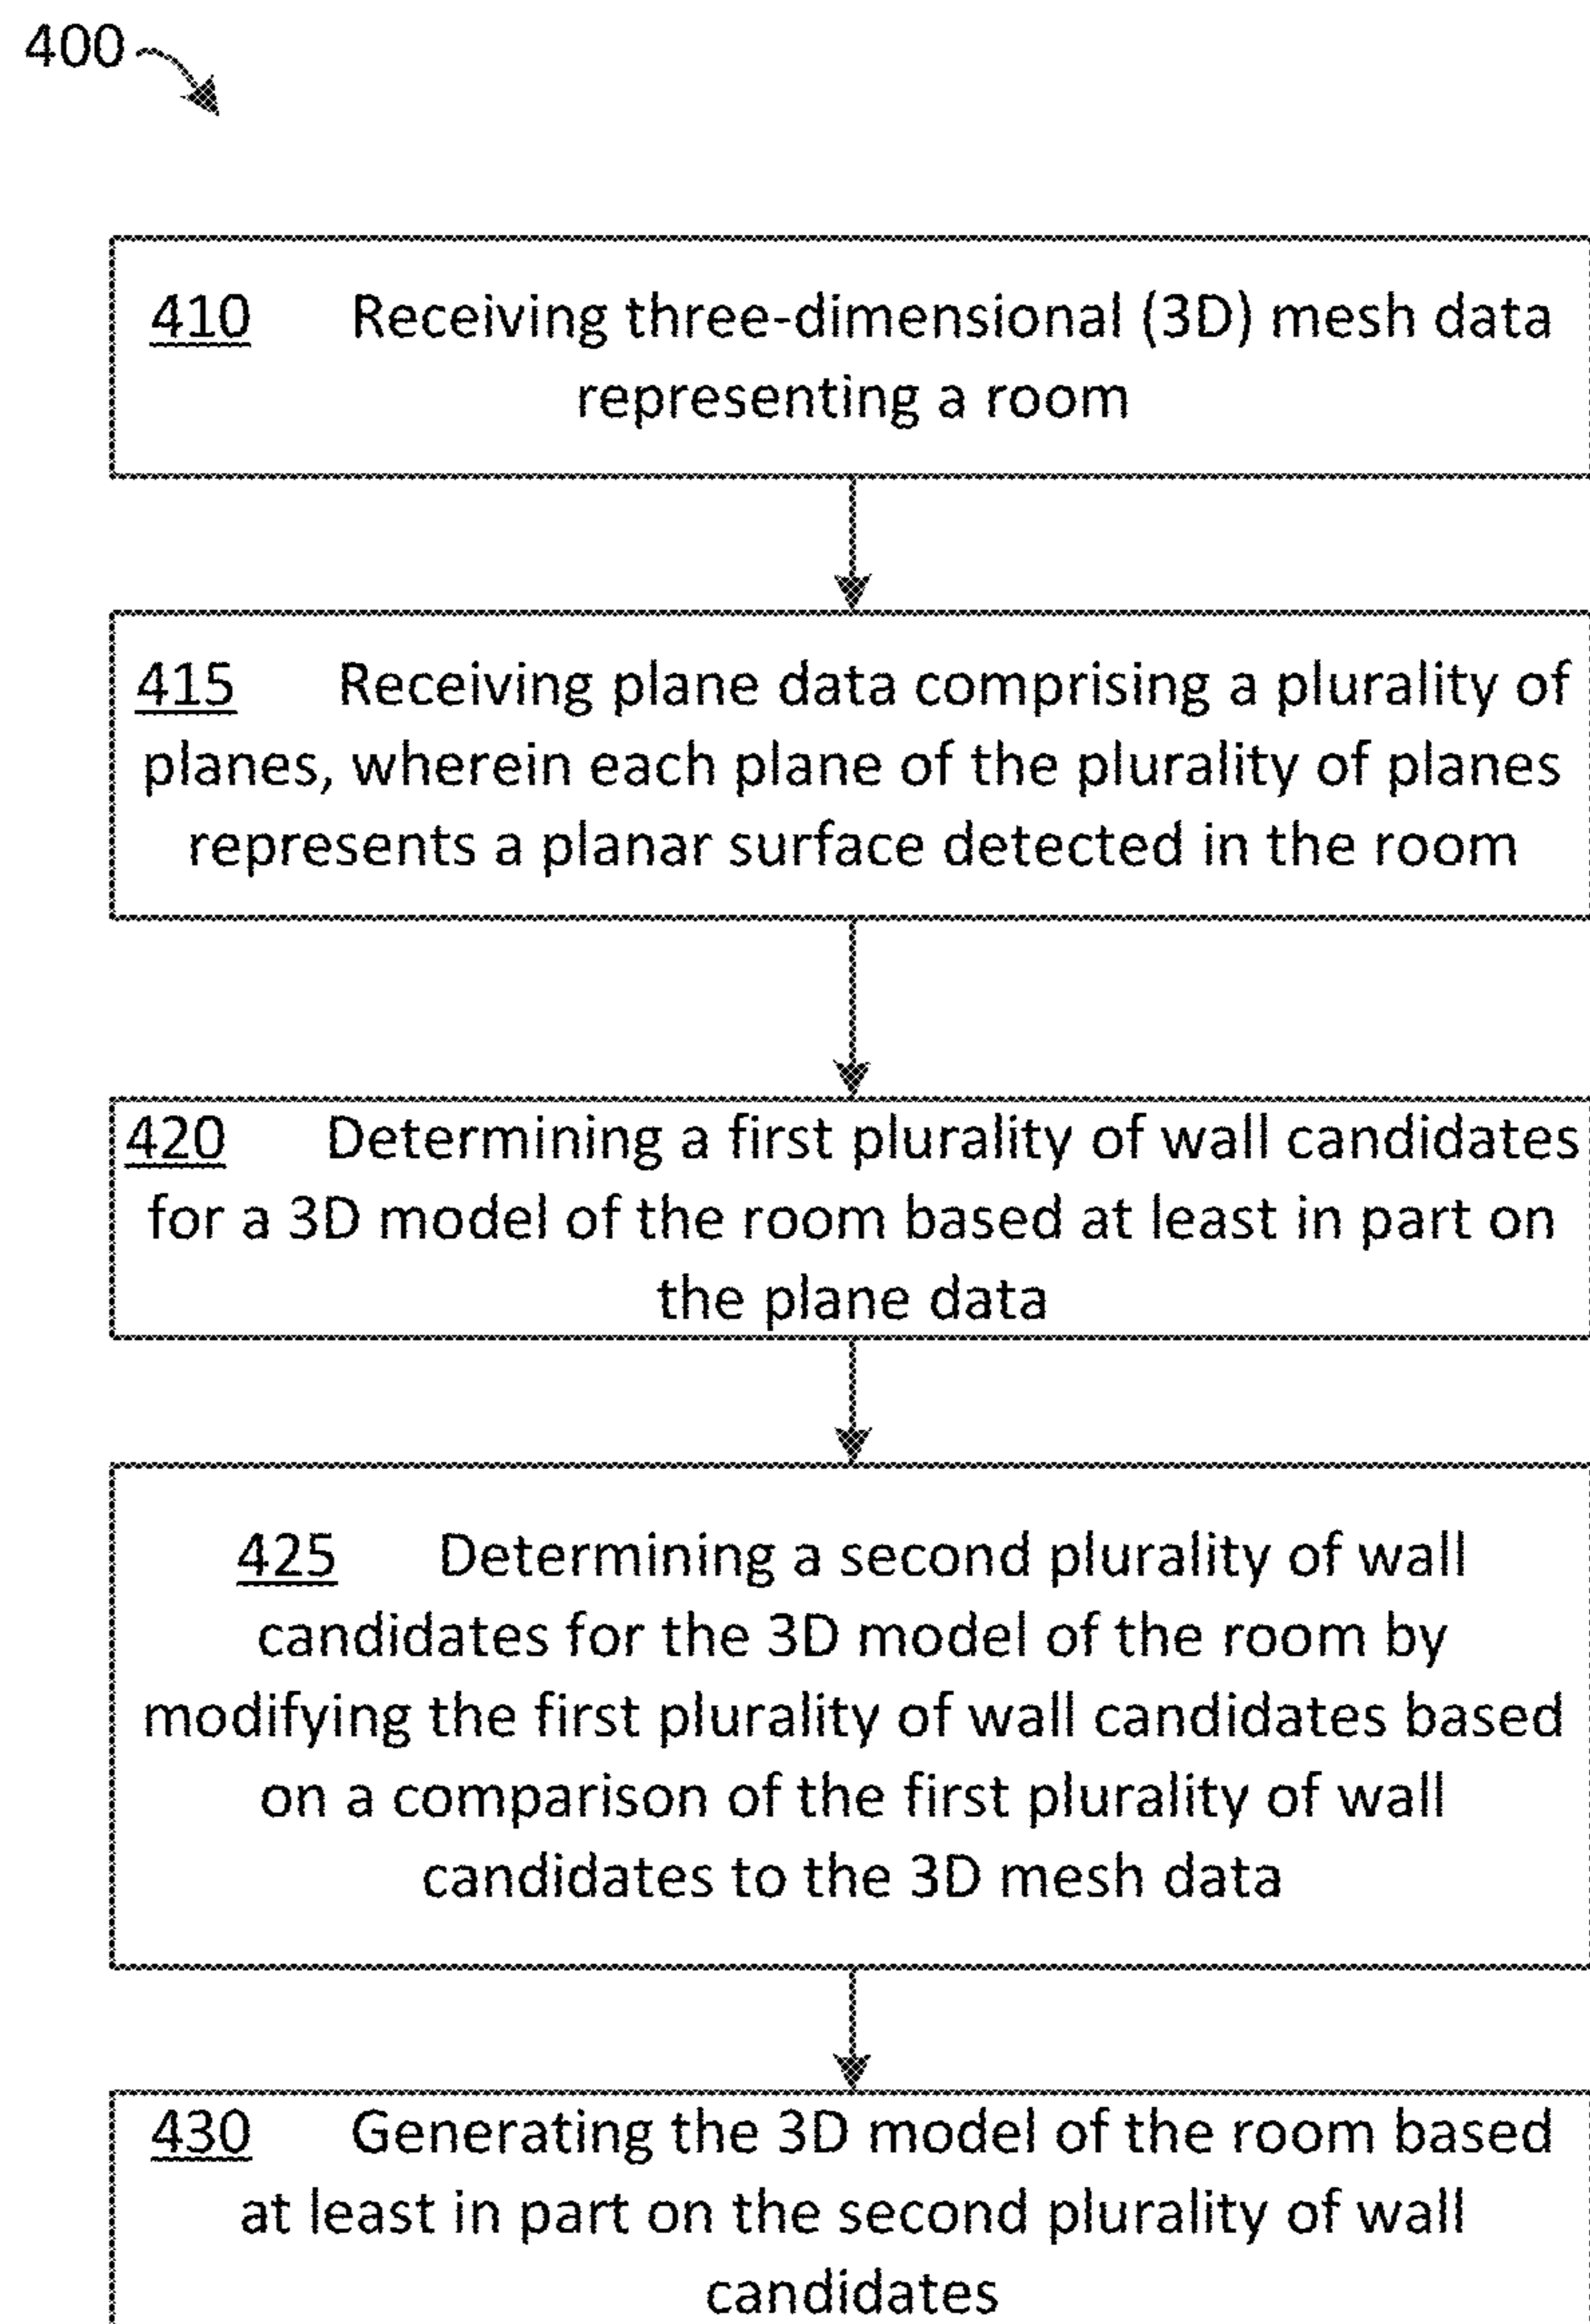 400
410 Receiving three-dimensional (3D) mesh data
representing a room
415 Receiving plane data comprising a plurality of
planes, wherein each plane of the plurality of planes
represents a planar surface detected in the room
420 Determining a first plurality of wall candidates
for a 3D model of the room based at least in part on
the plane data
425 Determining a second plurality of wall
candidates for the 3D model of the room by
modifying the first plurality of wall candidates based
on a comparison of the first plurality of wall
candidates to the 3D mesh data
430 Generating the 3D model of the room based
at least in part on the second plurality of wall
candidates